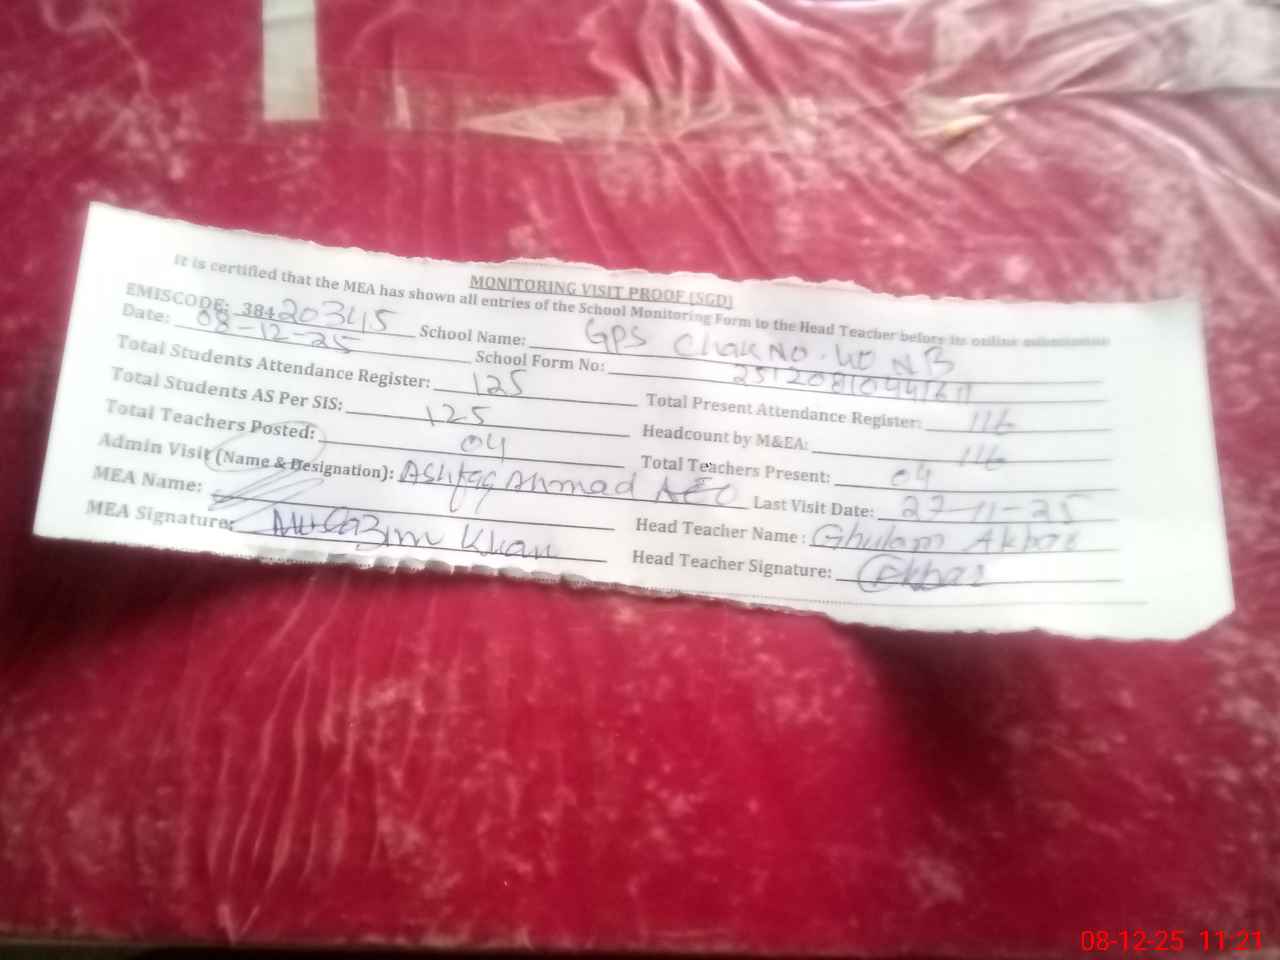 MONITORING VISIT PROOF (SGD)
It is certified that the MEA has shown all entries of the School Monitoring Form to the Head Teacher before its online submission
EMISCODE: 38420345 School Name: GPS Chak No. 40 NB
Date: 08-12-25 School Form No:
Total Students Attendance Register: 125 Total Present Attendance Register: 116
Total Students AS Per SIS: 125 Headcount by M&EA: 116
Total Teachers Posted: 04 Total Teachers Present: 04
Admin Visit (Name & Designation): Ashfaq Ahmad AEO Last Visit Date: 27-11-25
MEA Name: Head Teacher Name : Ghulam Akbar
MEA Signature: Khan Head Teacher Signature: Akbar
08-12-25 11:21